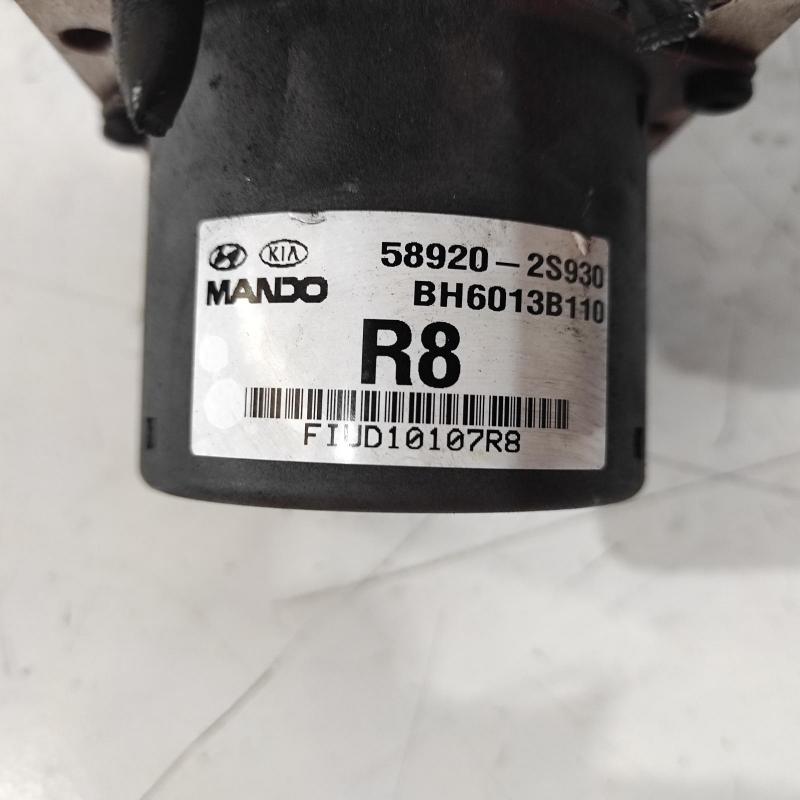 KIA 58920-2S930
MANDO BH6013B110
R8
FIUD10107R8